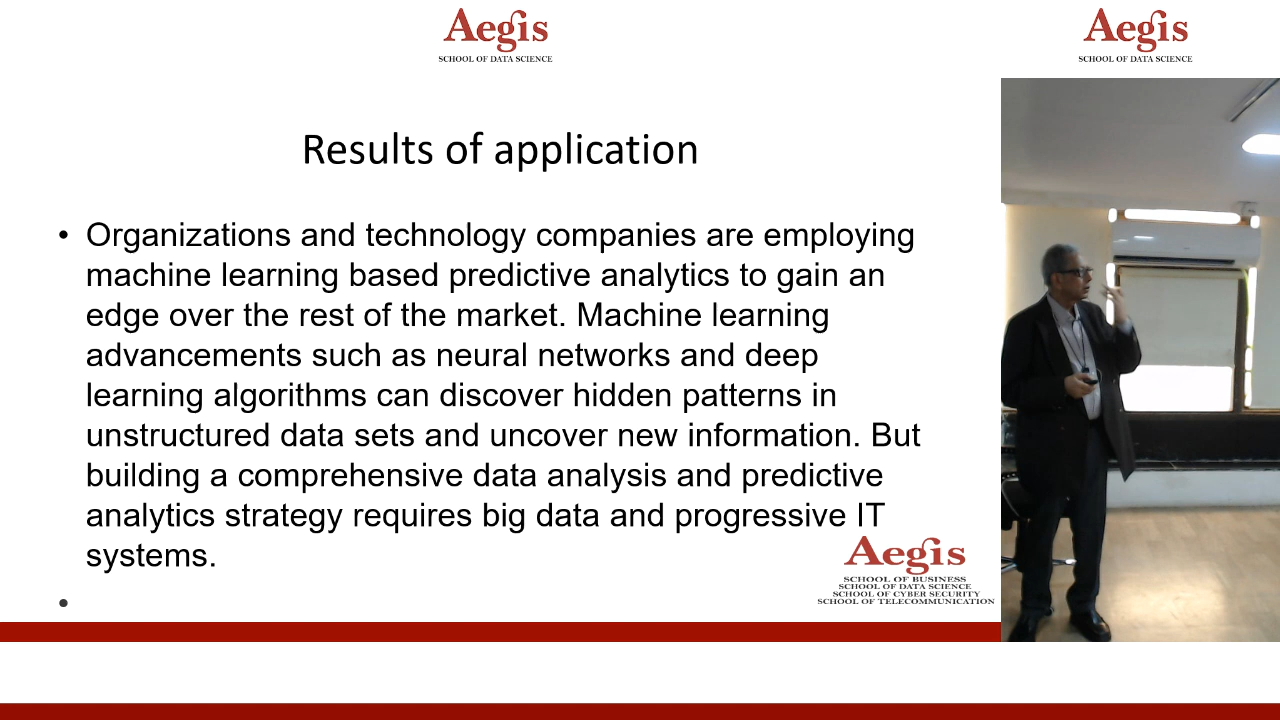 Aegis
SCHOOL OF DATA SCIENCE
Aegis
SCHOOL OF DATA SCIENCE
Results of application
• Organizations and technology companies are employing
machine learning based predictive analytics to gain an
edge over the rest of the market. Machine learning
advancements such as neural networks and deep
learning algorithms can discover hidden patterns in
unstructured data sets and uncover new information. But
building a comprehensive data analysis and predictive
analytics strategy requires big data and progressive IT
systems.
•
Aegis
SCHOOL OF BUSINESS
SCHOOL OF DATA SCIENCE
SCHOOL OF CYBER SECURITY
SCHOOL OF TELECOMMUNICATION